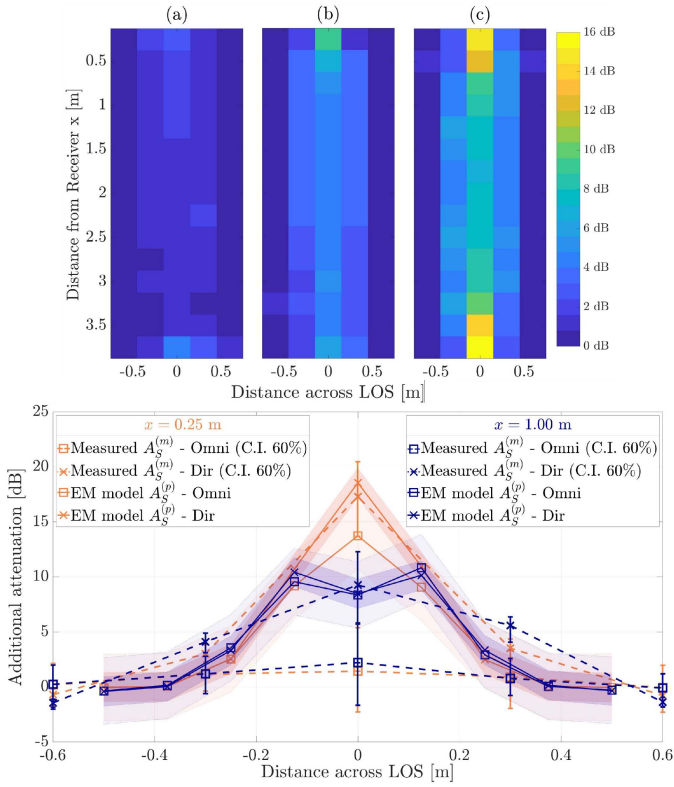 (a) (b) (c)
Distance from Receiver x [m]
0.5
1
1.5
2
2.5
3
3.5
16 dB
14 dB
12 dB
10 dB
8 dB
6 dB
4 dB
2 dB
0 dB
-0.5 0 0.5 -0.5 0 0.5 -0.5 0 0.5
Distance across LOS [m]
Additional attenuation [dB]
25
20
15
10
5
0
-5
x = 0.25 m
Measured A_S^(m) - Omni (C.I. 60%)
Measured A_S^(m) - Dir (C.I. 60%)
EM model A_S^(p) - Omni
EM model A_S^(p) - Dir
x = 1.00 m
Measured A_S^(m) - Omni (C.I. 60%)
Measured A_S^(m) - Dir (C.I. 60%)
EM model A_S^(p) - Omni
EM model A_S^(p) - Dir
-0.6 -0.4 -0.2 0 0.2 0.4 0.6
Distance across LOS [m]